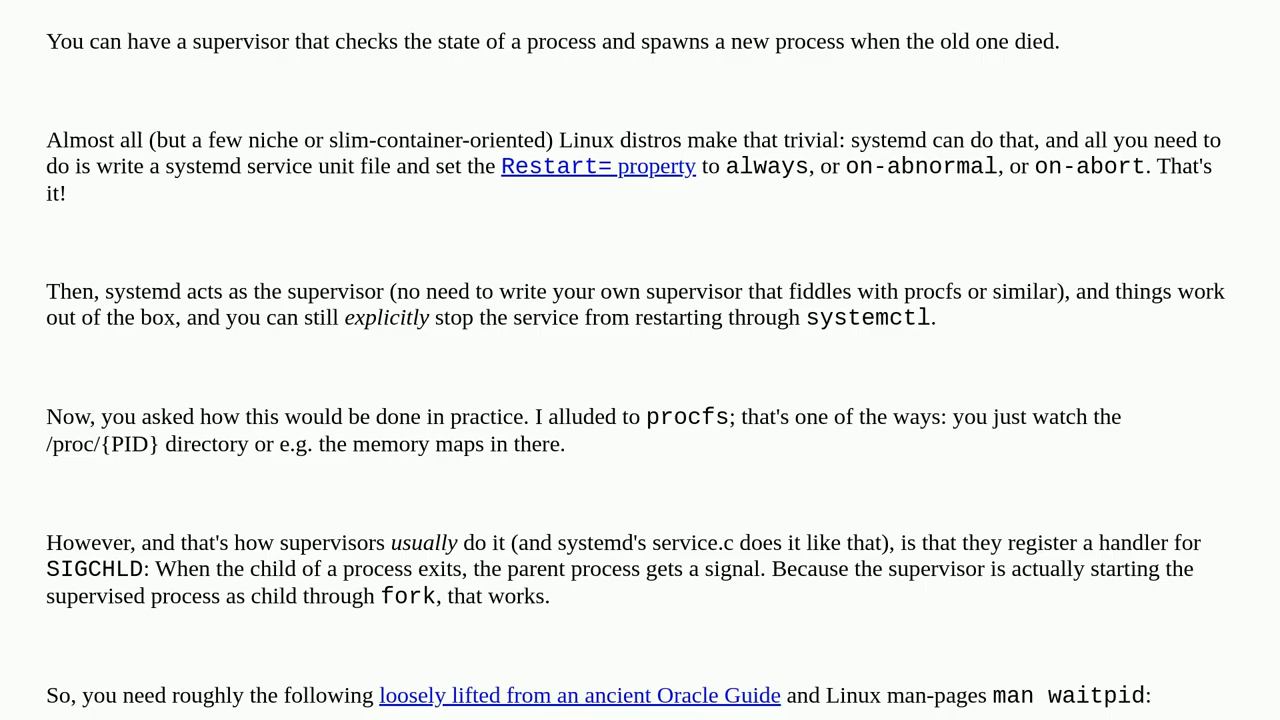 You can have a supervisor that checks the state of a process and spawns a new process when the old one died.
Almost all (but a few niche or slim-container-oriented) Linux distros make that trivial: systemd can do that, and all you need to
do is write a systemd service unit file and set the Restart= property to always, or on-abnormal, or on-abort. That's
it!
Then, systemd acts as the supervisor (no need to write your own supervisor that fiddles with procfs or similar), and things work
out of the box, and you can still explicitly stop the service from restarting through systemctl.
Now, you asked how this would be done in practice. I alluded to procfs; that's one of the ways: you just watch the
/proc/{PID} directory or e.g. the memory maps in there.
However, and that's how supervisors usually do it (and systemd's service.c does it like that), is that they register a handler for
SIGCHLD: When the child of a process exits, the parent process gets a signal. Because the supervisor is actually starting the
supervised process as child through fork, that works.
So, you need roughly the following loosely lifted from an ancient Oracle Guide and Linux man-pages man waitpid: